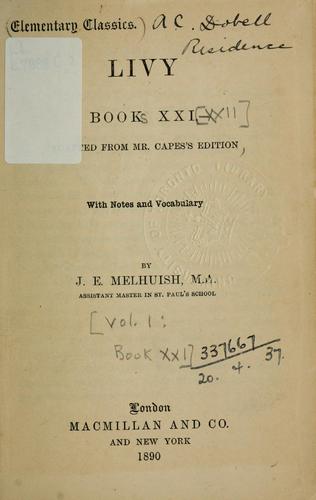 (Elementary Classics.) A C. Dobell
Residence
LIVY
BOOKs XXI [-XXII]
FROM MR. CAPES'S EDITION,
With Notes and Vocabulary
BY
J. E. MELHUISH, M.A.
ASSISTANT MASTER IN ST. PAUL'S SCHOOL
[Vol. 1:
Book XXI] 337667
20. 4. 37.
London
MACMILLAN AND CO.
AND NEW YORK
1890